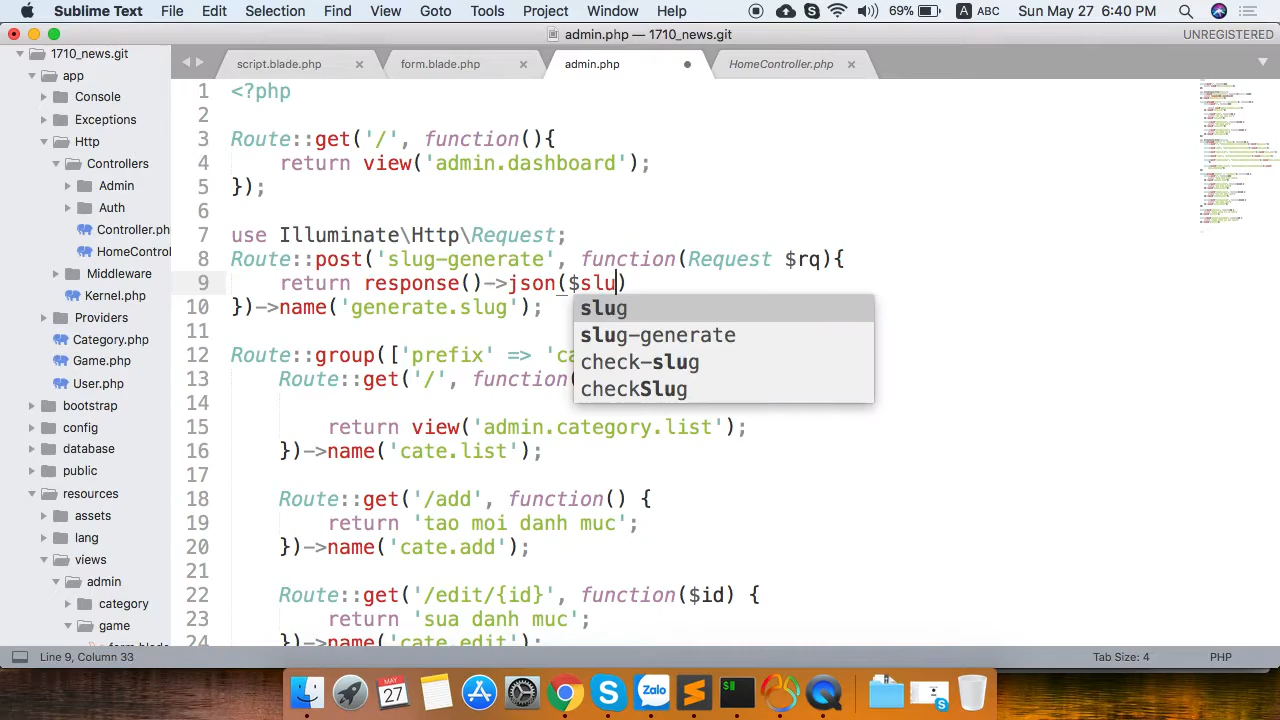 Sublime Text File Edit Selection Find View Goto Tools Project Window Help 69% A ABC Sun May 27 6:40 PM
admin.php — 1710_news.git UNREGISTERED
script.blade.php form.blade.php admin.php HomeController.php
1710_news.git
app
Console
Exceptions
Http
Controllers
Admin
Auth
Controller.ph
HomeControl
Middleware
Kernel.php
Providers
Category.php
Game.php
User.php
bootstrap
config
database
public
resources
assets
lang
views
admin
category
game
1 <?php
2
3 Route::get('/', function(){
4 return view('admin.dashboard');
5 });
6
7 use Illuminate\Http\Request;
8 Route::post('slug-generate', function(Request $rq){
9 return response()->json($slu)
10 })->name('generate.slug');
11
12 Route::group(['prefix' => 'ca
13 Route::get('/', function(
14
15 return view('admin.category.list');
16 })->name('cate.list');
17
18 Route::get('/add', function() {
19 return 'tao moi danh muc';
20 })->name('cate.add');
21
22 Route::get('/edit/{id}', function($id) {
23 return 'sua danh muc';
24 })->name('cate.edit');
slug
slug-generate
check-slug
checkSlug
Line 9, Column 33 Tab Size: 4 PHP
MAY
27
Zalo